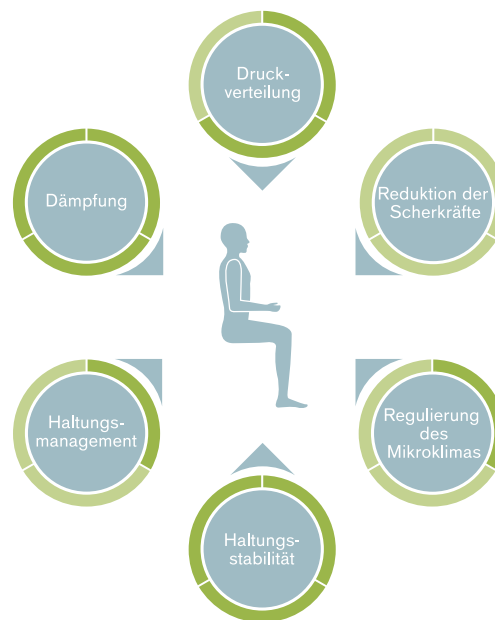 Druck-
verteilung
Dämpfung
Reduktion der
Scherkräfte
Haltungs-
management
Regulierung
des
Mikroklimas
Haltungs-
stabilität